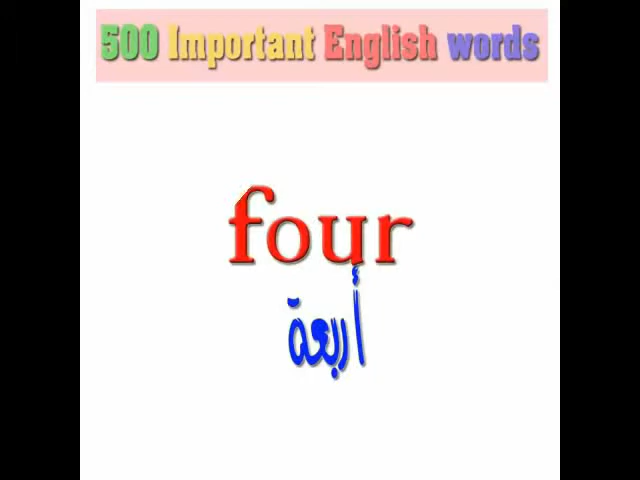 500 Important English words
four
أربعة